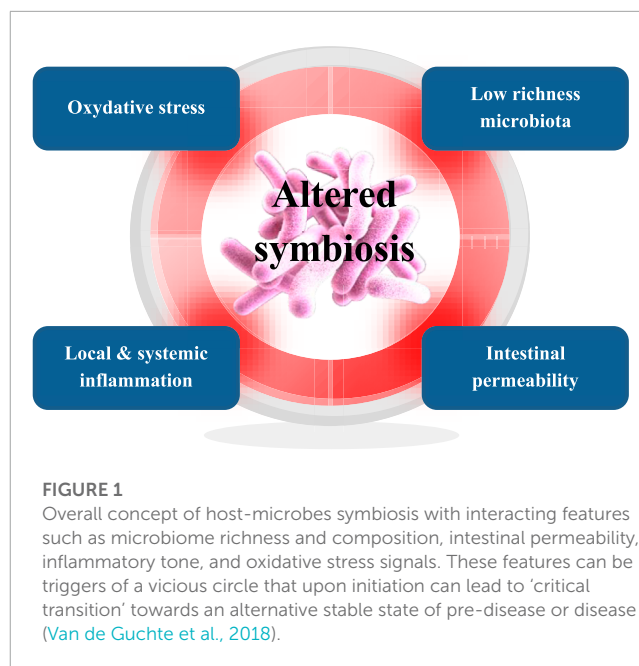 Oxydative stress
Low richness
microbiota
Altered
symbiosis
Local & systemic
inflammation
Intestinal
permeability
FIGURE 1
Overall concept of host-microbes symbiosis with interacting features
such as microbiome richness and composition, intestinal permeability,
inflammatory tone, and oxidative stress signals. These features can be
triggers of a vicious circle that upon initiation can lead to ‘critical
transition’ towards an alternative stable state of pre-disease or disease
(Van de Guchte et al., 2018).